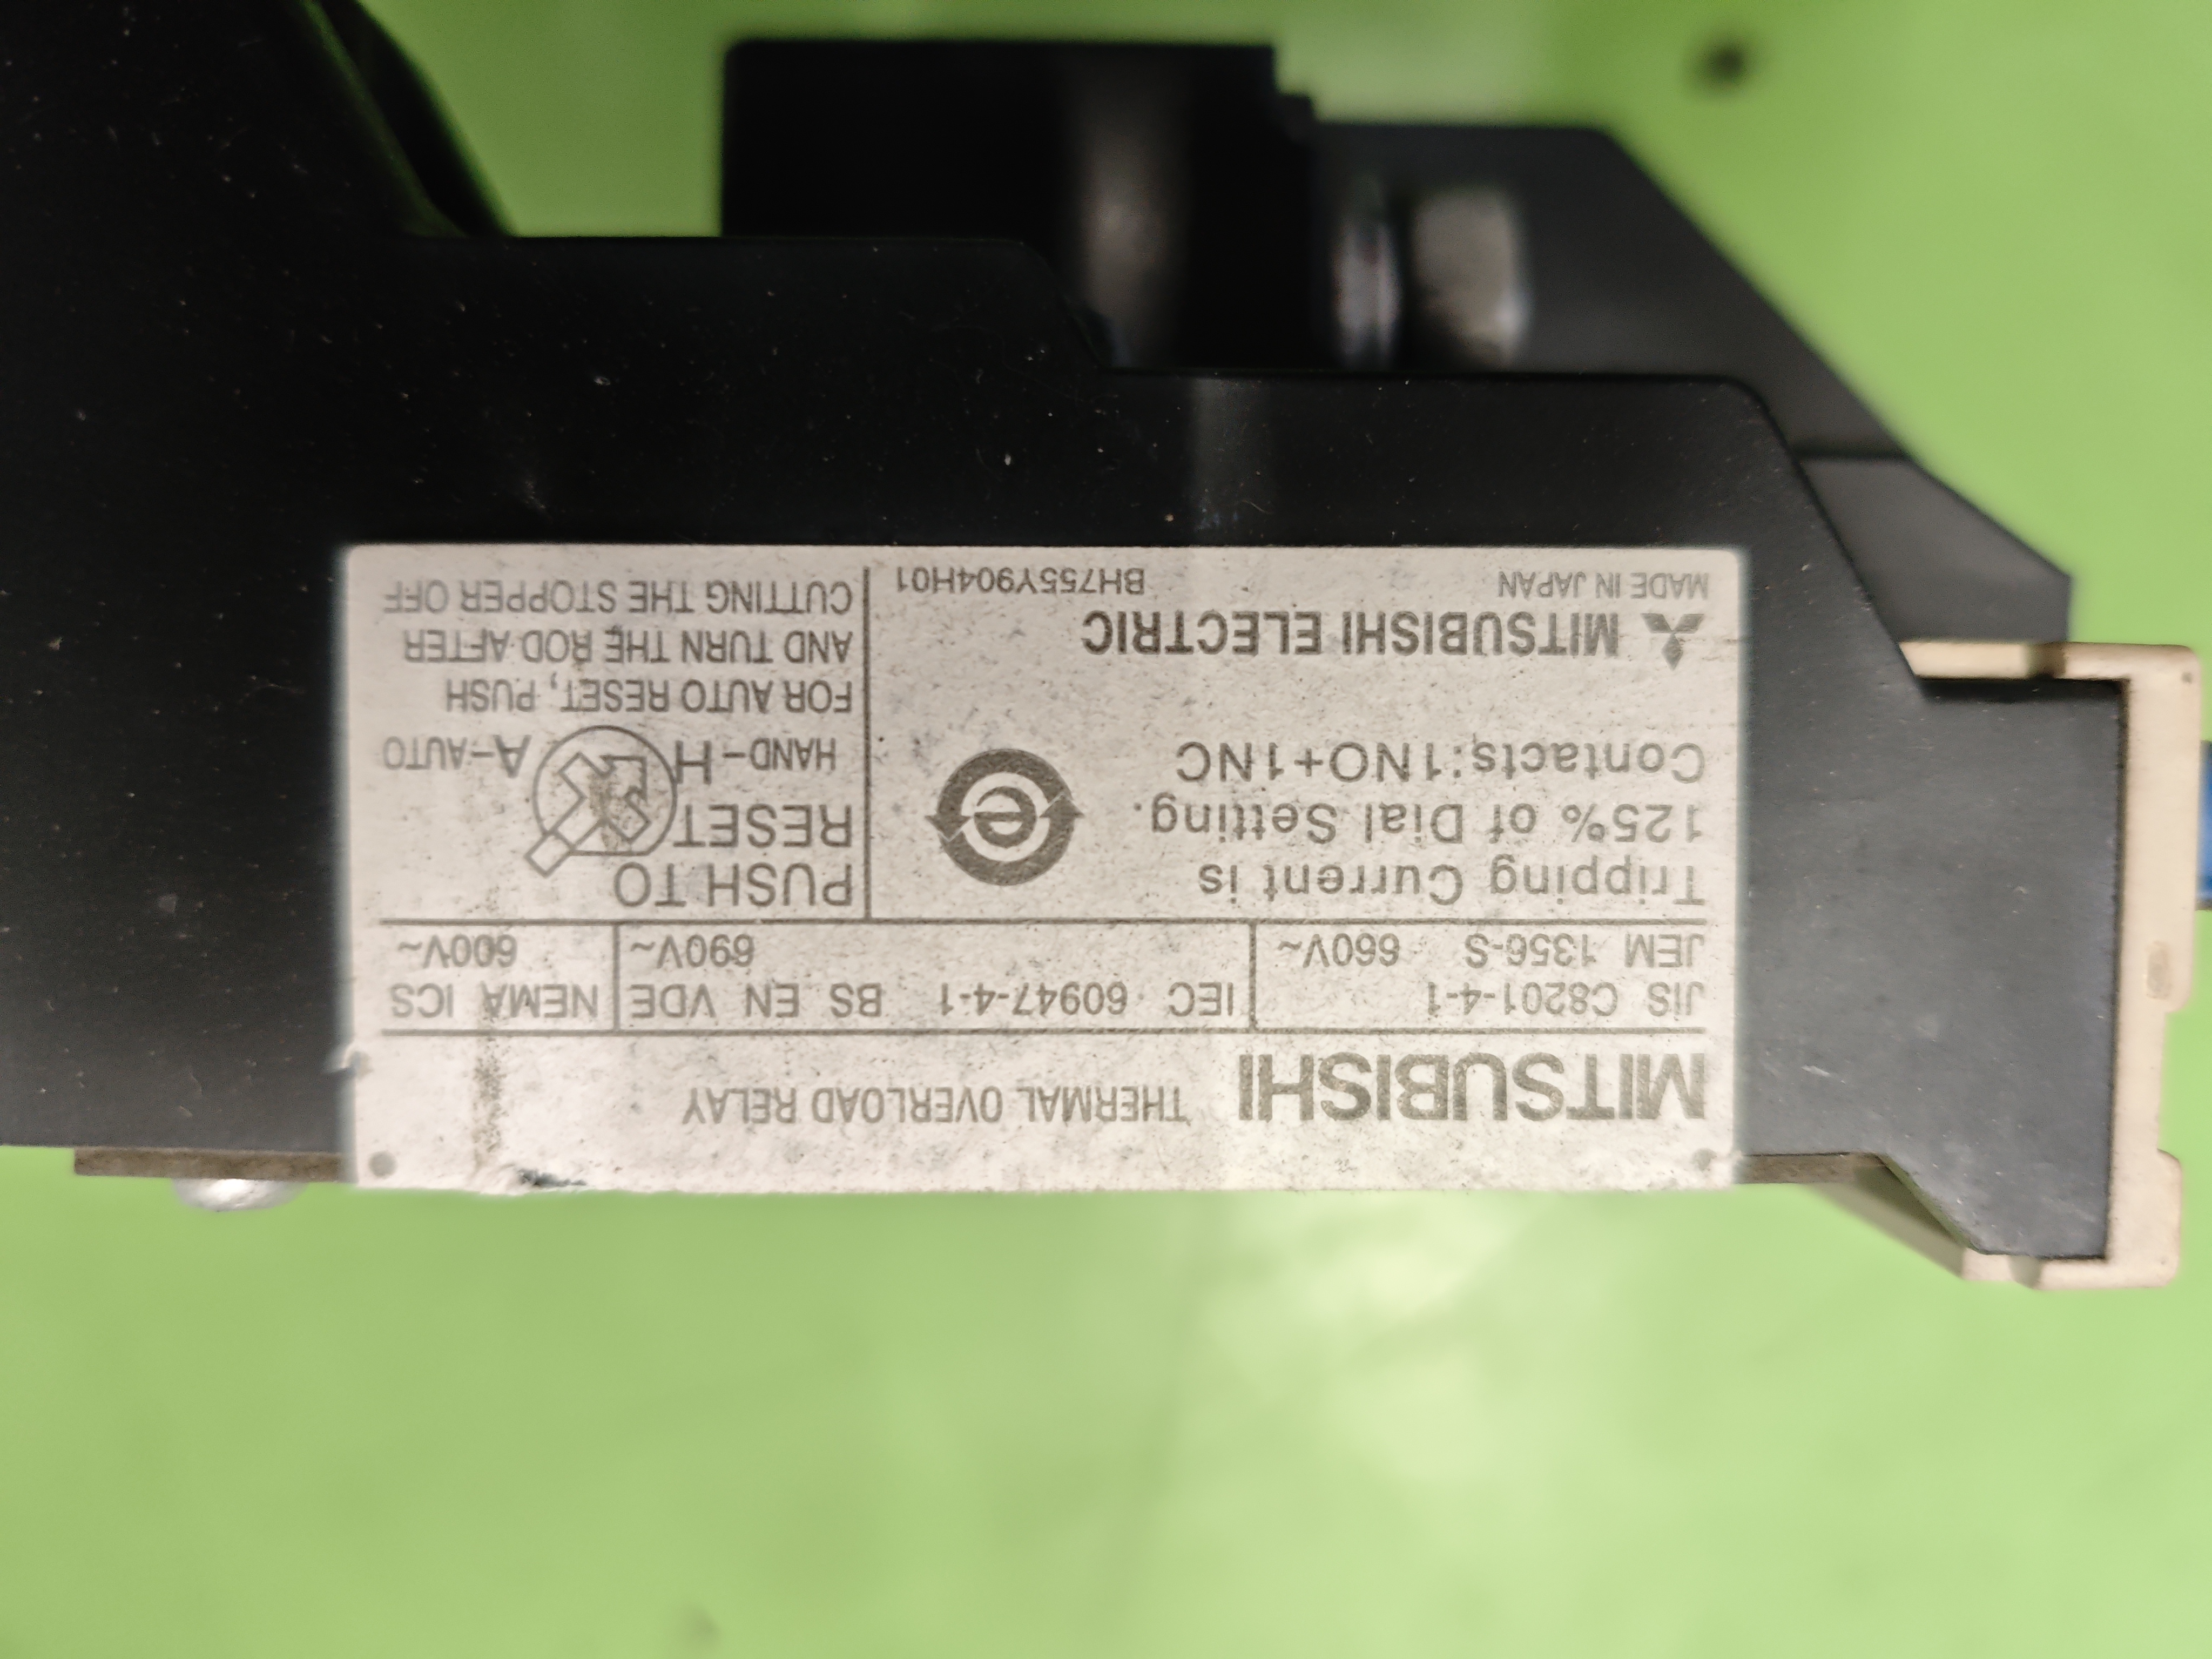 MITSUBISHI THERMAL OVERLOAD RELAY
JIS C8201-4-1
JEM 1356-S 660V~
IEC 60947-4-1 BS EN VDE
690V~
NEMA ICS
600V~
Tripping Current is
125% of Dial Setting.
Contacts:1NO+1NC
e
MITSUBISHI ELECTRIC
MADE IN JAPAN BH755Y904H01
PUSH TO
RESET
HAND-H A-AUTO
FOR AUTO RESET, PUSH
AND TURN THE ROD AFTER
CUTTING THE STOPPER OFF